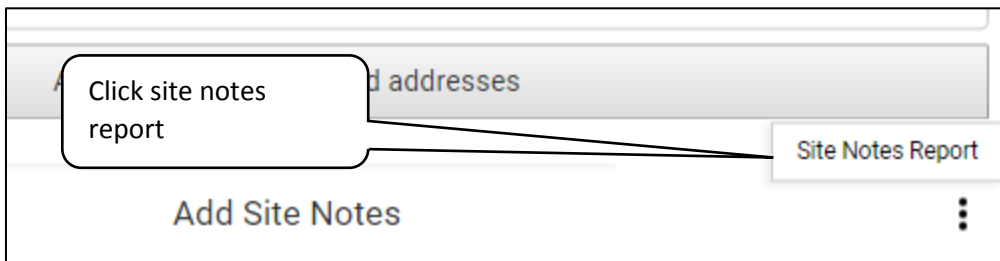 d addresses
Click site notes
report
Site Notes Report
Add Site Notes